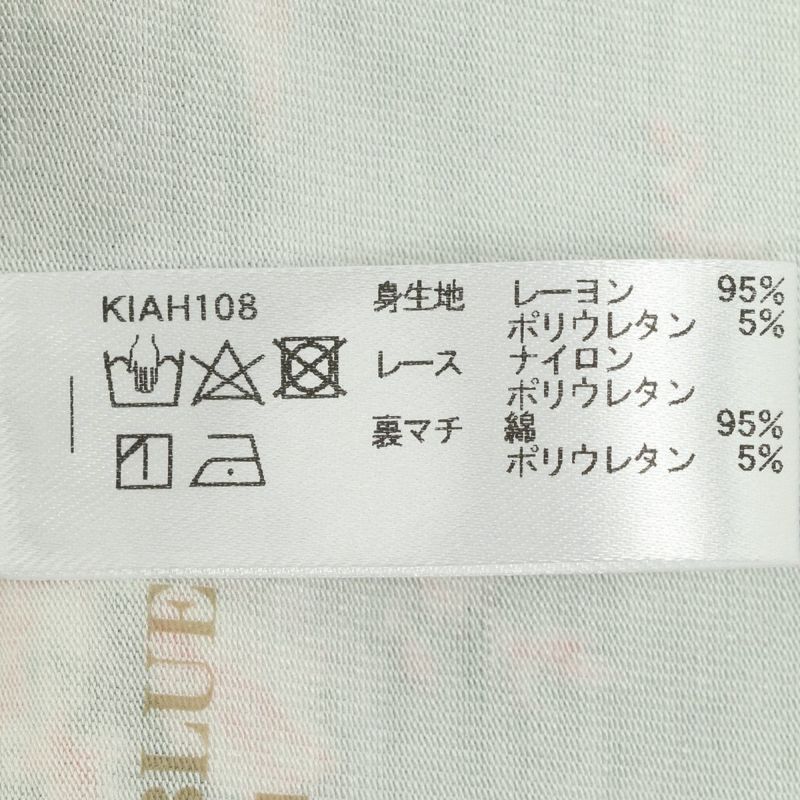 KIAH108
身生地 レーヨン 95%
ポリウレタン 5%
レース ナイロン
ポリウレタン
裏マチ 綿 95%
ポリウレタン 5%
BLUE